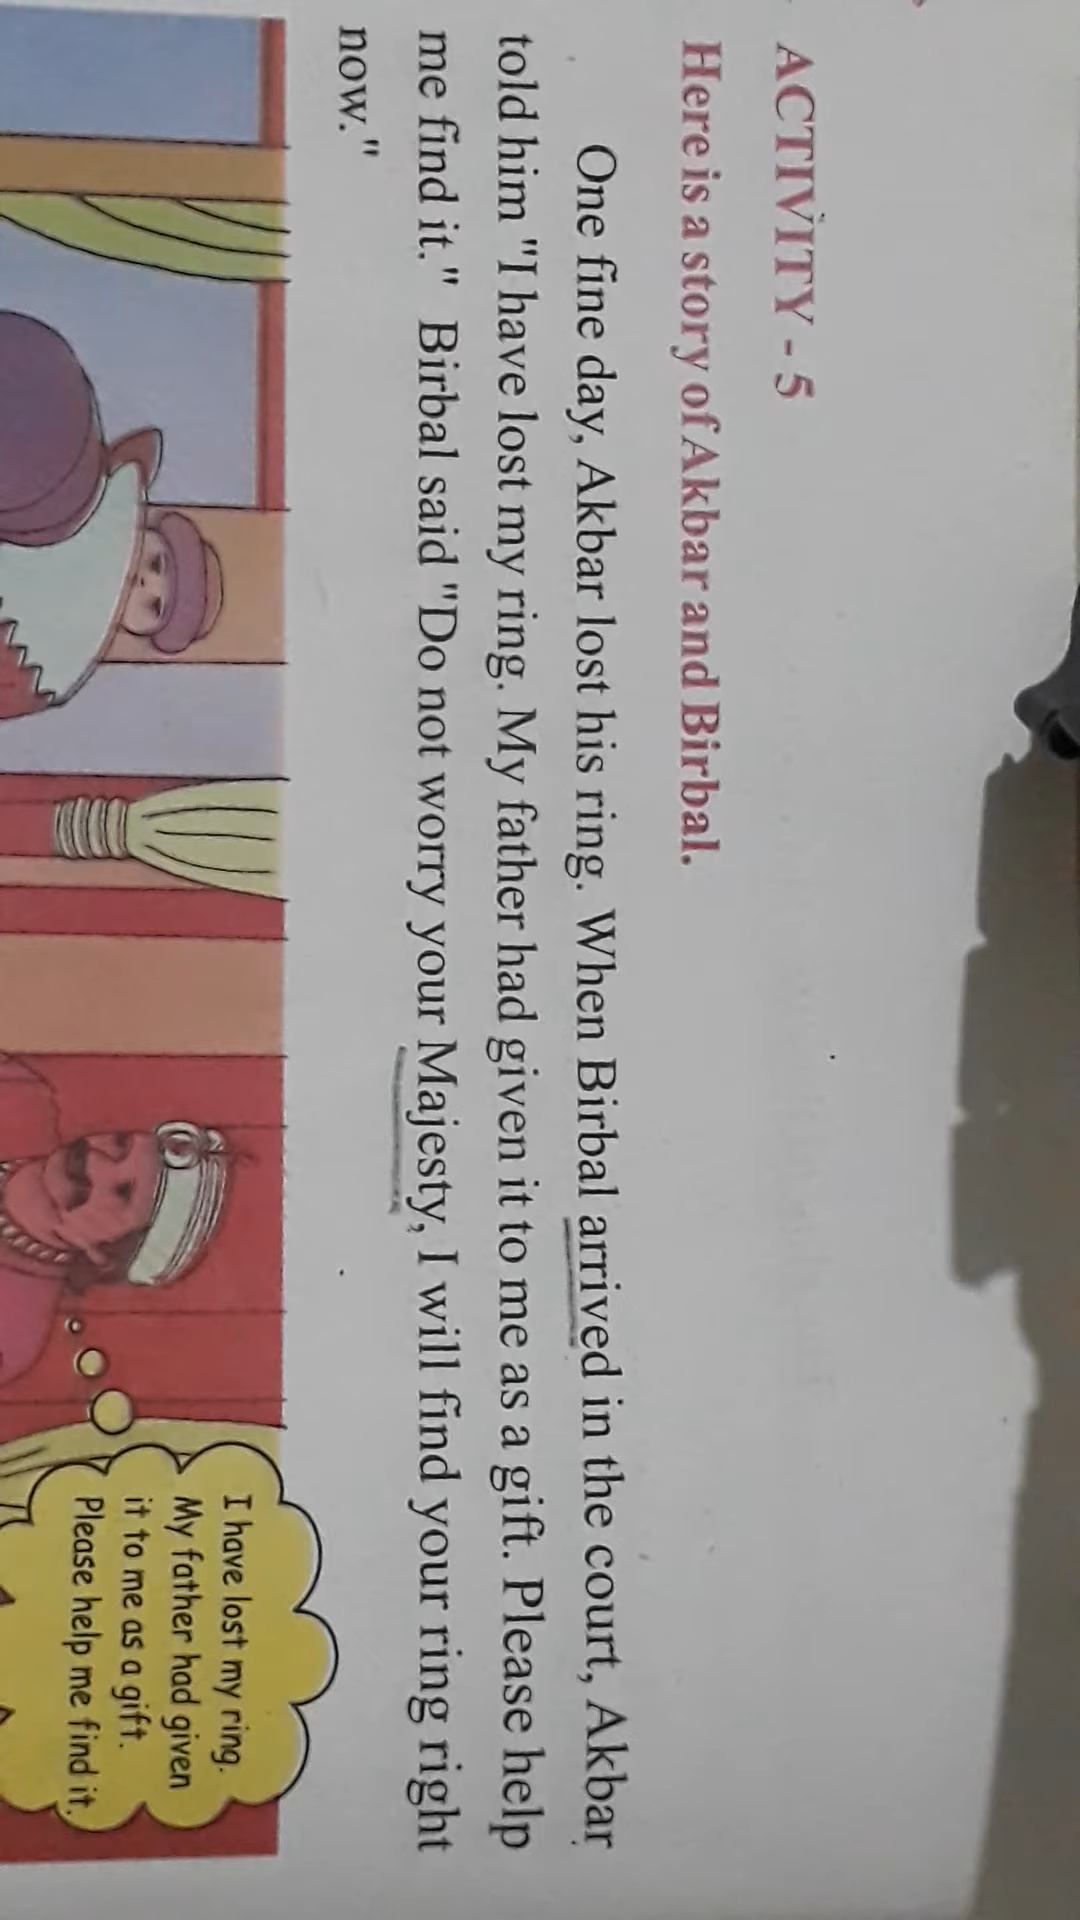 ACTIVITY - 5
Here is a story of Akbar and Birbal.
One fine day, Akbar lost his ring. When Birbal arrived in the court, Akbar
told him "I have lost my ring. My father had given it to me as a gift. Please help
me find it." Birbal said "Do not worry your Majesty, I will find your ring right
now."
I have lost my ring.
My father had given
it to me as a gift.
Please help me find it.